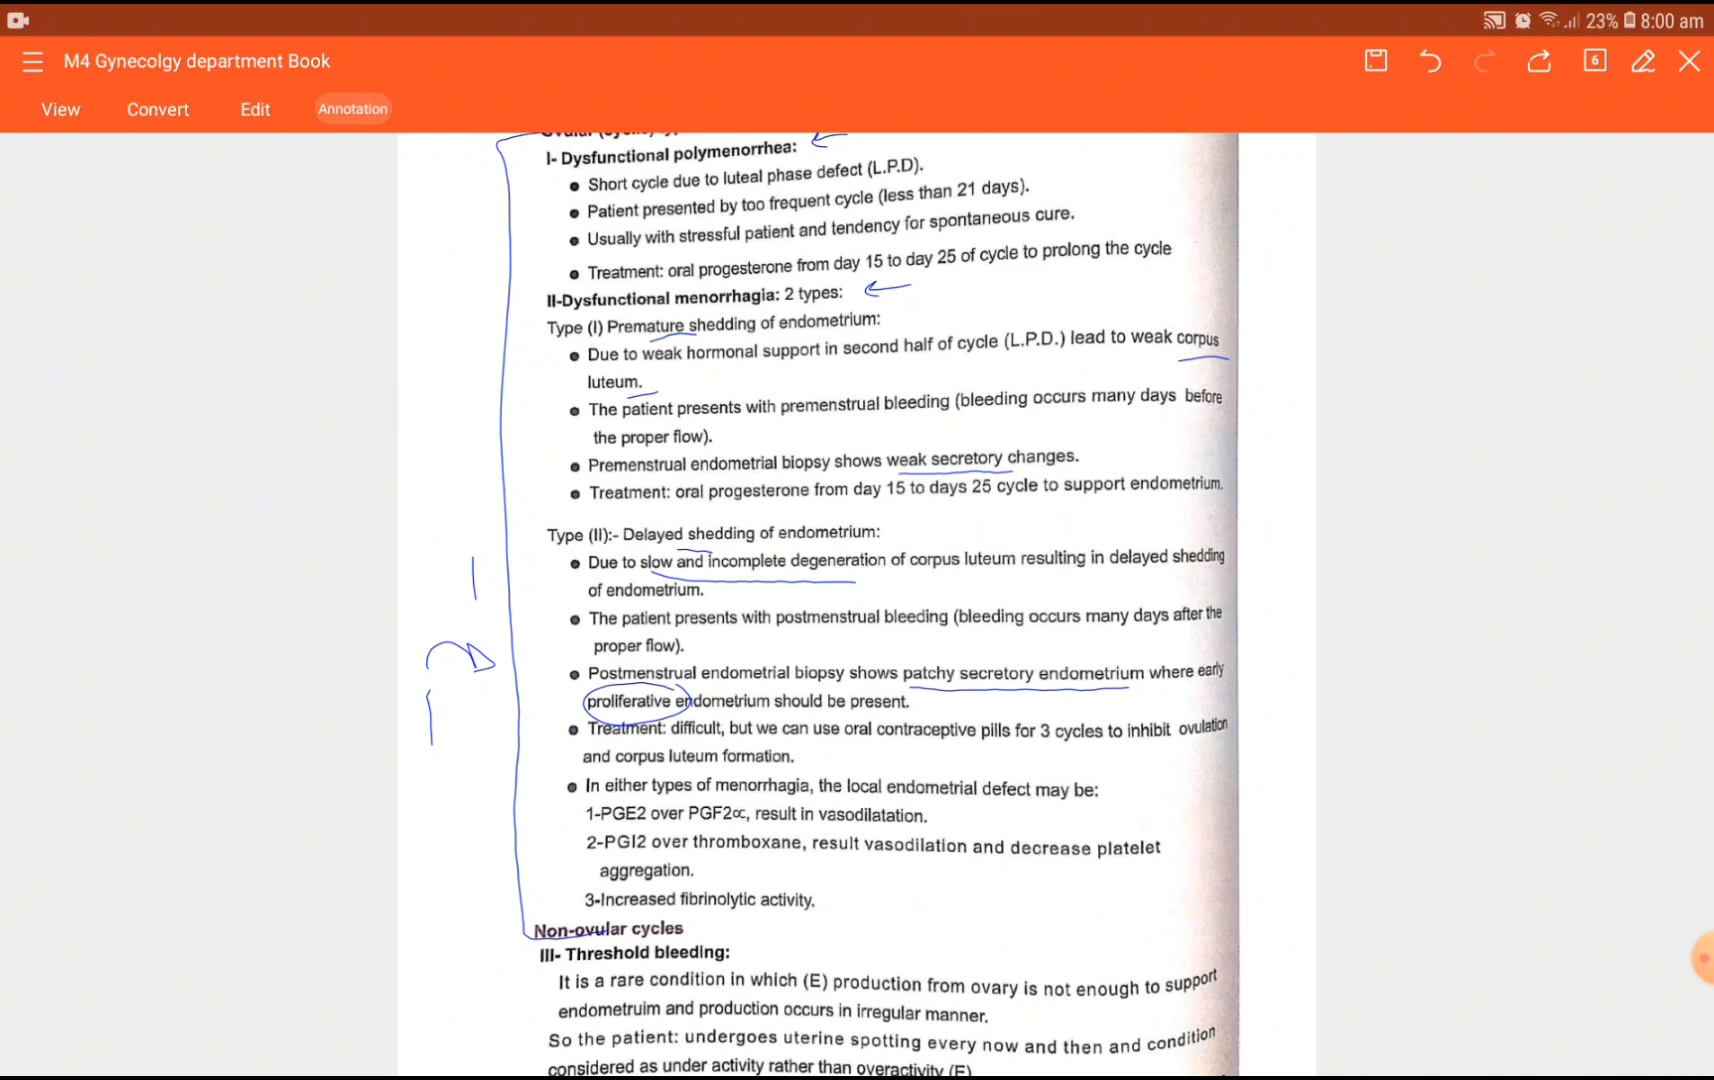 23% 8:00 am
M4 Gynecolgy department Book
6
View Convert Edit Annotation
I- Dysfunctional polymenorrhea:
● Short cycle due to luteal phase defect (L.P.D).
● Patient presented by too frequent cycle (less than 21 days).
● Usually with stressful patient and tendency for spontaneous cure.
● Treatment: oral progesterone from day 15 to day 25 of cycle to prolong the cycle
II-Dysfunctional menorrhagia: 2 types:
Type (I) Premature shedding of endometrium:
● Due to weak hormonal support in second half of cycle (L.P.D.) lead to weak corpus
luteum.
● The patient presents with premenstrual bleeding (bleeding occurs many days before
the proper flow).
● Premenstrual endometrial biopsy shows weak secretory changes.
● Treatment: oral progesterone from day 15 to days 25 cycle to support endometrium.
Type (II):- Delayed shedding of endometrium:
● Due to slow and incomplete degeneration of corpus luteum resulting in delayed shedding
of endometrium.
● The patient presents with postmenstrual bleeding (bleeding occurs many days after the
proper flow).
● Postmenstrual endometrial biopsy shows patchy secretory endometrium where early
proliferative endometrium should be present.
● Treatment: difficult, but we can use oral contraceptive pills for 3 cycles to inhibit ovulation
and corpus luteum formation.
● In either types of menorrhagia, the local endometrial defect may be:
1-PGE2 over PGF2∝, result in vasodilatation.
2-PGI2 over thromboxane, result vasodilation and decrease platelet
aggregation.
3-Increased fibrinolytic activity.
Non-ovular cycles
III- Threshold bleeding:
It is a rare condition in which (E) production from ovary is not enough to support
endometruim and production occurs in irregular manner.
So the patient: undergoes uterine spotting every now and then and condition
considered as under activity rather than overactivity (E)